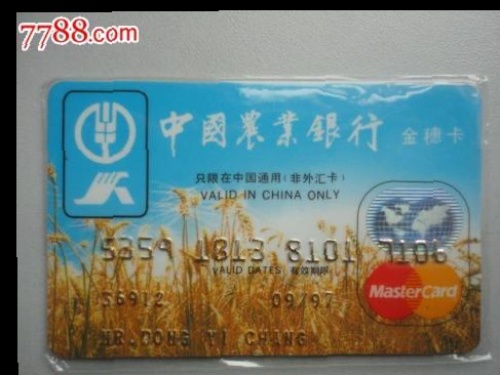 7788.com
中國農業銀行 金穗卡
只限在中国通用(非外汇卡)
VALID IN CHINA ONLY
5359 1813 8101 7106
VALID DATES 有效期限
56912 09/97
MR.DONG YI CHANG
MasterCard